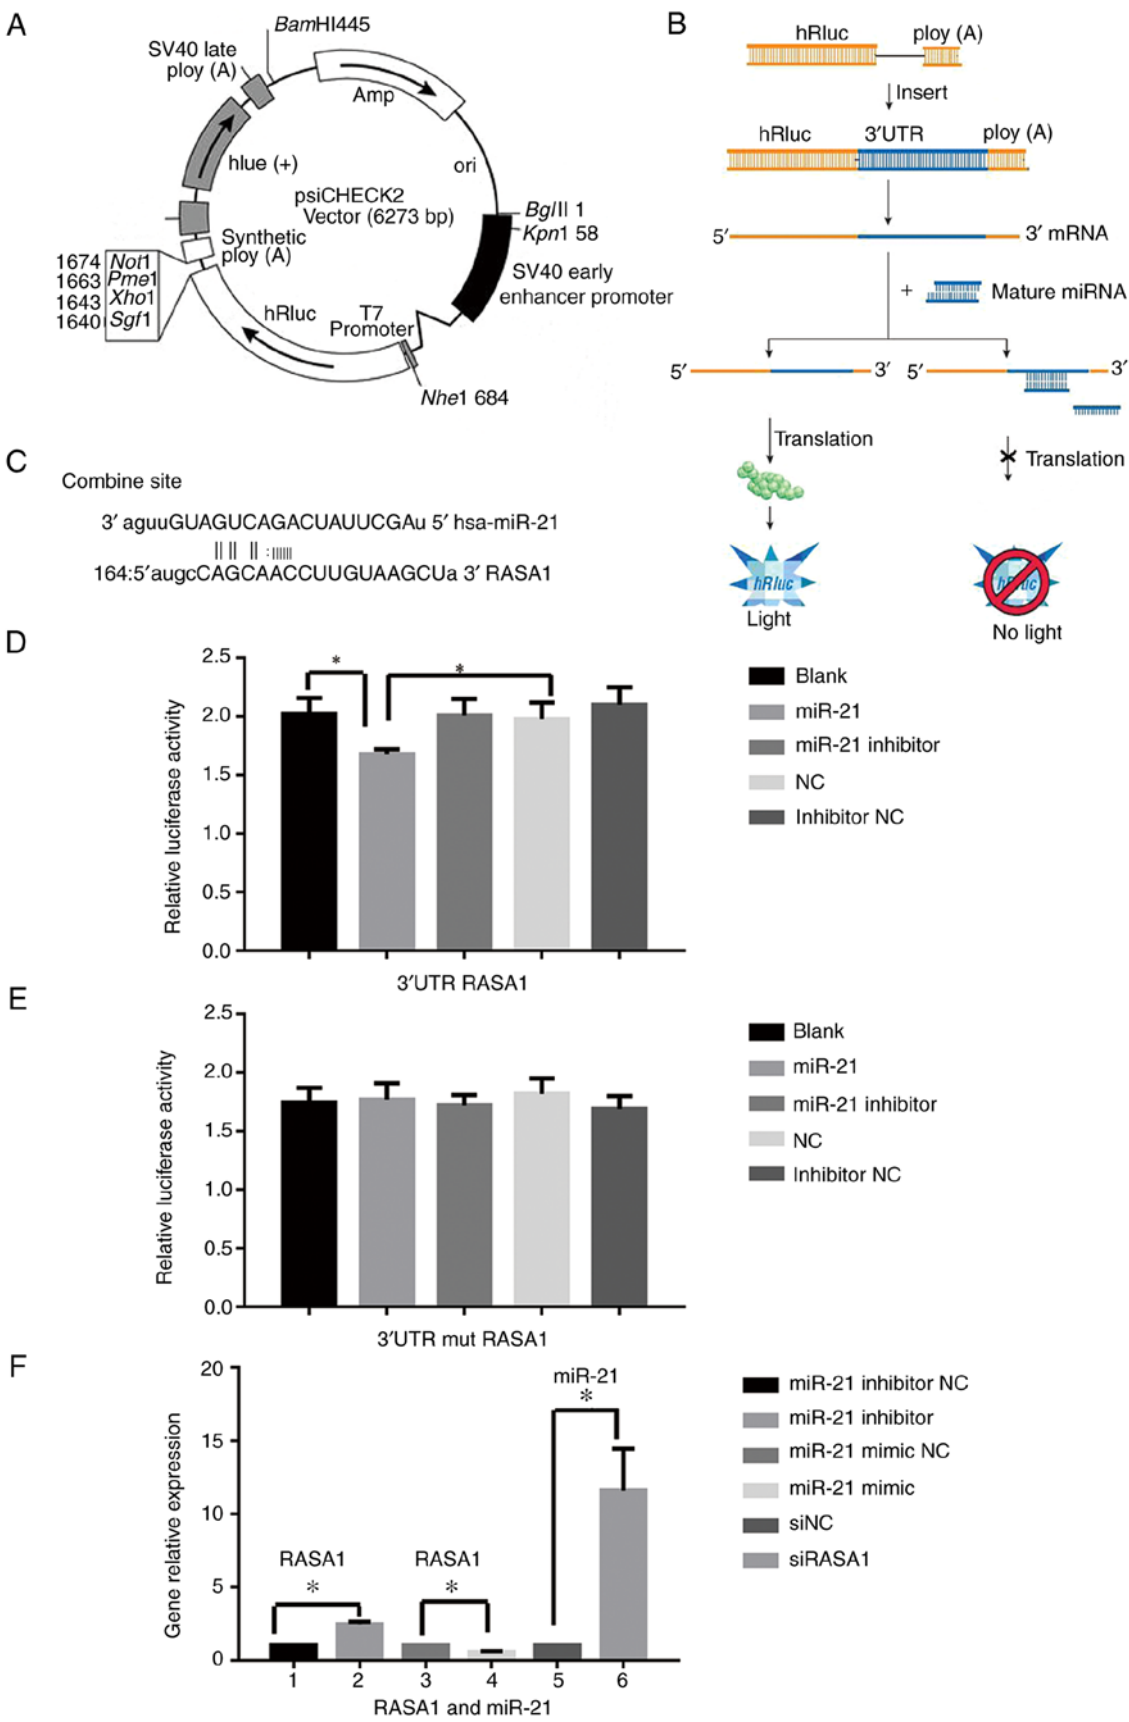 A
BamHI445
SV40 late
ploy (A)
Amp
hlue (+)
ori
psiCHECK2
Vector (6273 bp)
BglII 1
Kpn1 58
Synthetic
ploy (A)
1674 Not1
1663 Pme1
1643 Xho1
1640 Sgf1
SV40 early
enhancer promoter
hRluc
T7
Promoter
Nhe1 684
B
hRluc
ploy (A)
Insert
hRluc
3′UTR
ploy (A)
5′
3′ mRNA
+
Mature miRNA
5′
3′
5′
3′
Translation
Translation
hRluc
hRluc
Light
No light
C
Combine site
3′ aguuGUAGUCAGACUAUUCGAu 5′ hsa-miR-21
164:5′augcCAGCAACCUUGUAAGCUa 3′ RASA1
D
Relative luciferase activity
2.5
2.0
1.5
1.0
0.5
0.0
*
*
3′UTR RASA1
Blank
miR-21
miR-21 inhibitor
NC
Inhibitor NC
E
Relative luciferase activity
2.5
2.0
1.5
1.0
0.5
0.0
3′UTR mut RASA1
Blank
miR-21
miR-21 inhibitor
NC
Inhibitor NC
F
Gene relative expression
20
15
10
5
0
RASA1
*
RASA1
*
miR-21
*
1 2 3 4 5 6
RASA1 and miR-21
miR-21 inhibitor NC
miR-21 inhibitor
miR-21 mimic NC
miR-21 mimic
siNC
siRASA1